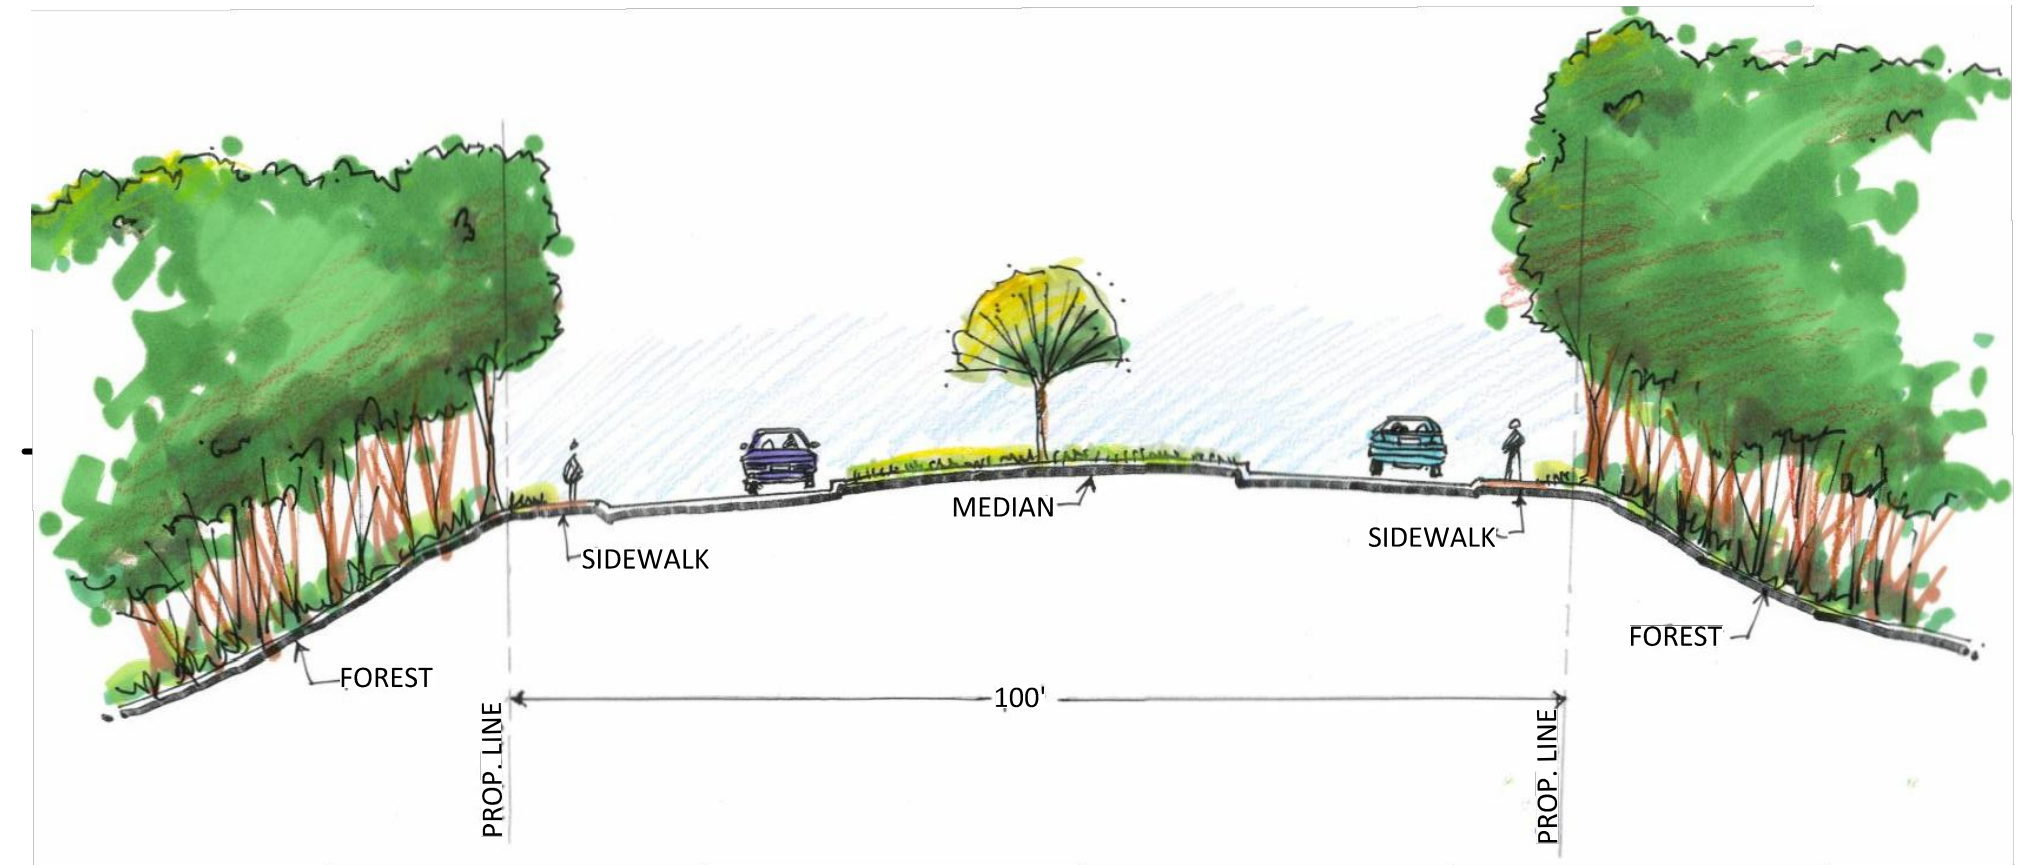 MEDIAN
SIDEWALK
SIDEWALK
FOREST
FOREST
100'
PROP. LINE
PROP. LINE